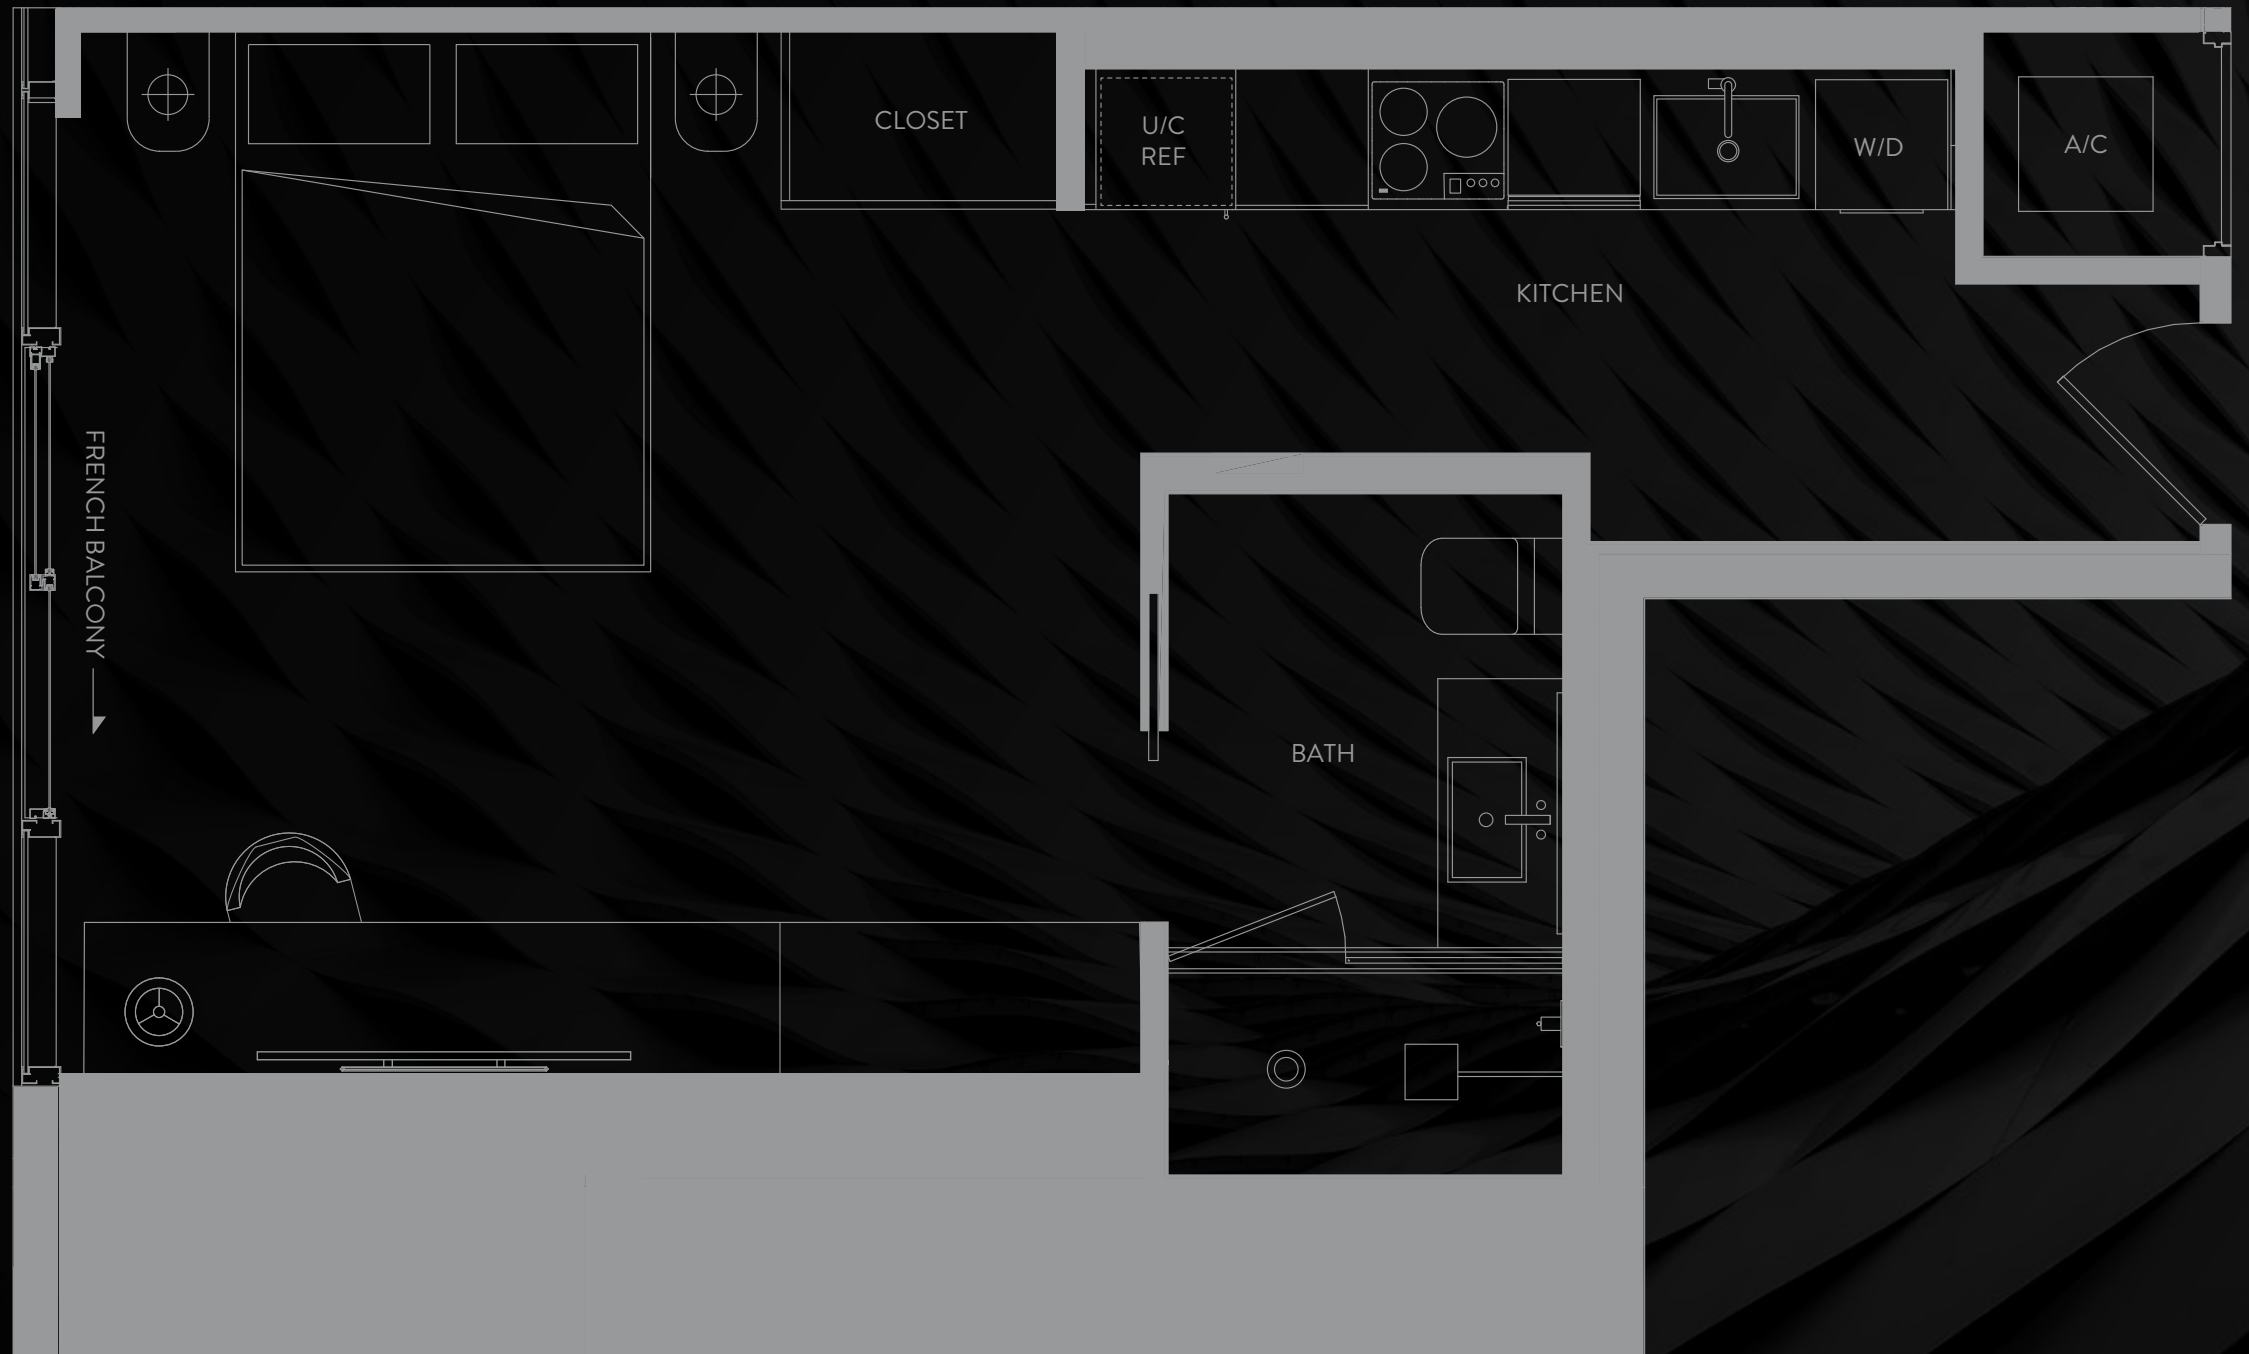 CLOSET
U/C
REF
W/D
A/C
KITCHEN
FRENCH BALCONY
BATH